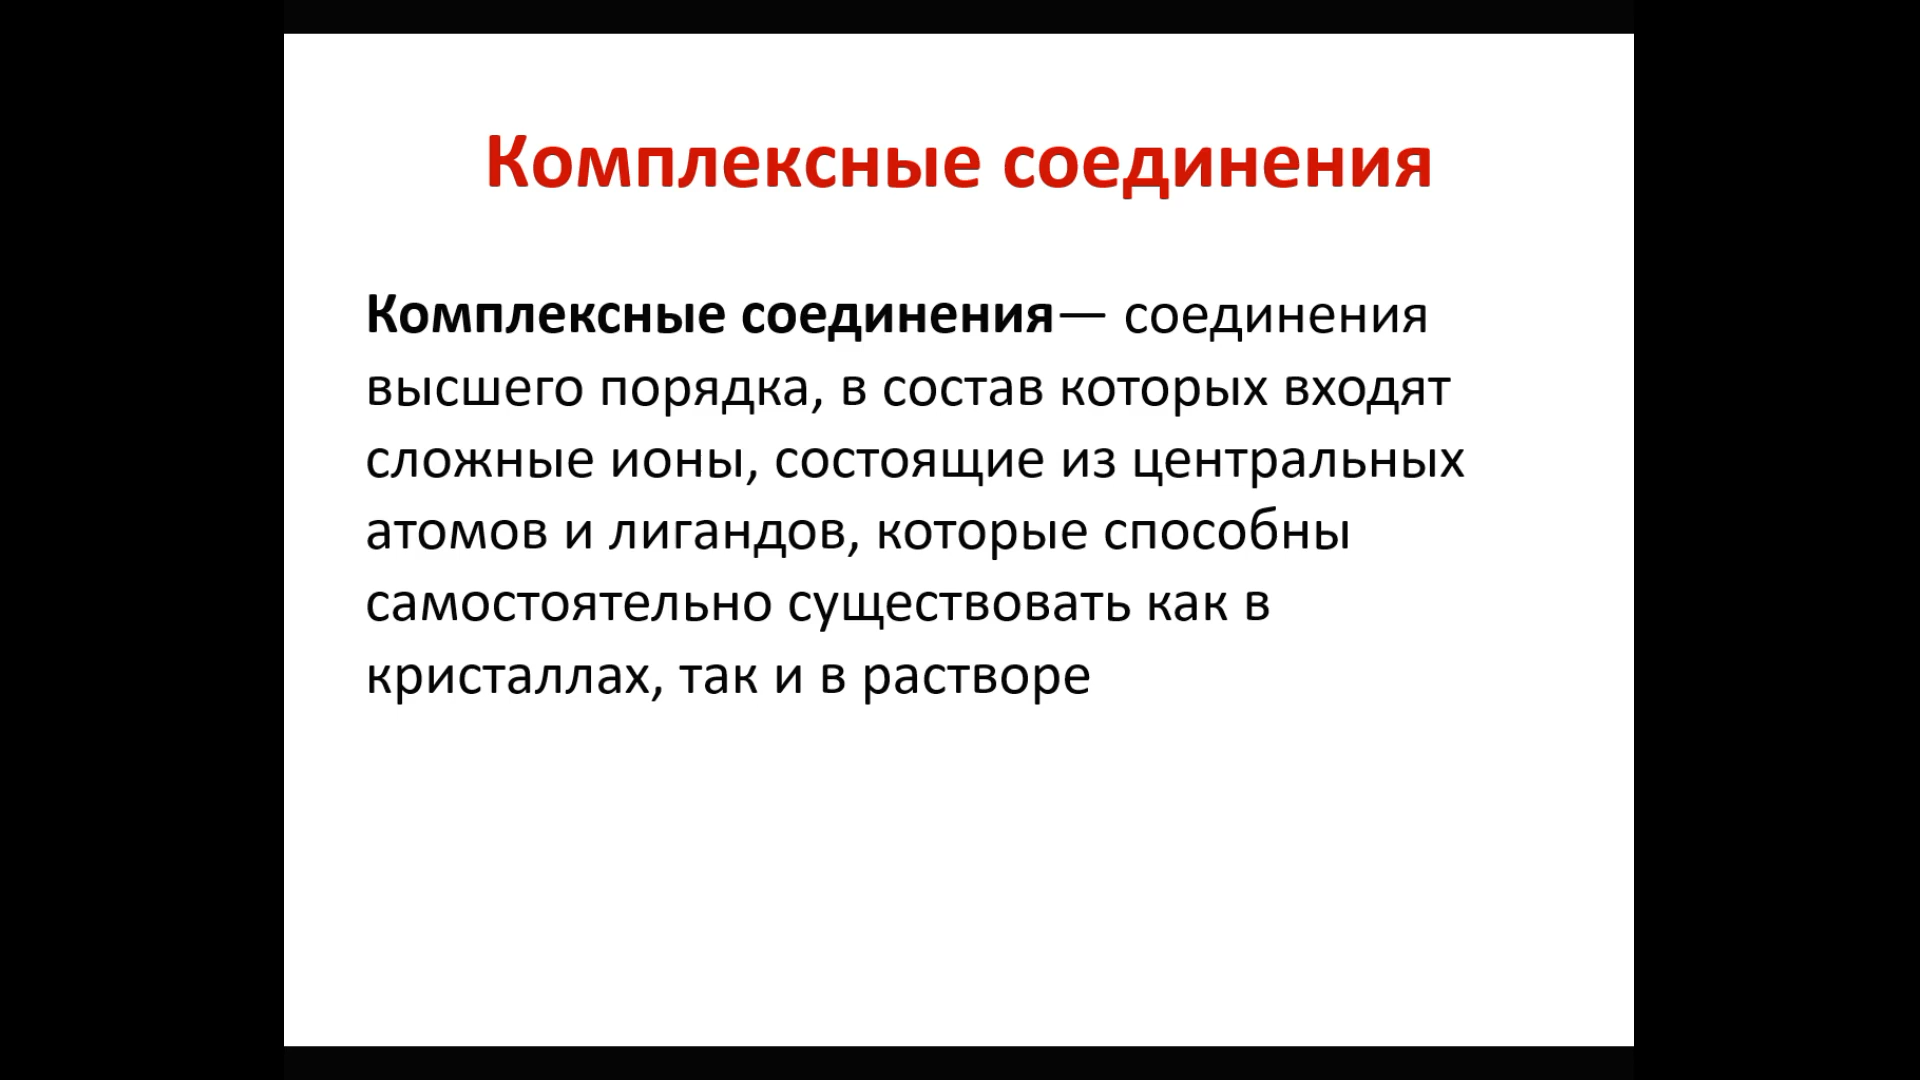 Комплексные соединения
Комплексные соединения— соединения
высшего порядка, в состав которых входят
сложные ионы, состоящие из центральных
атомов и лигандов, которые способны
самостоятельно существовать как в
кристаллах, так и в растворе